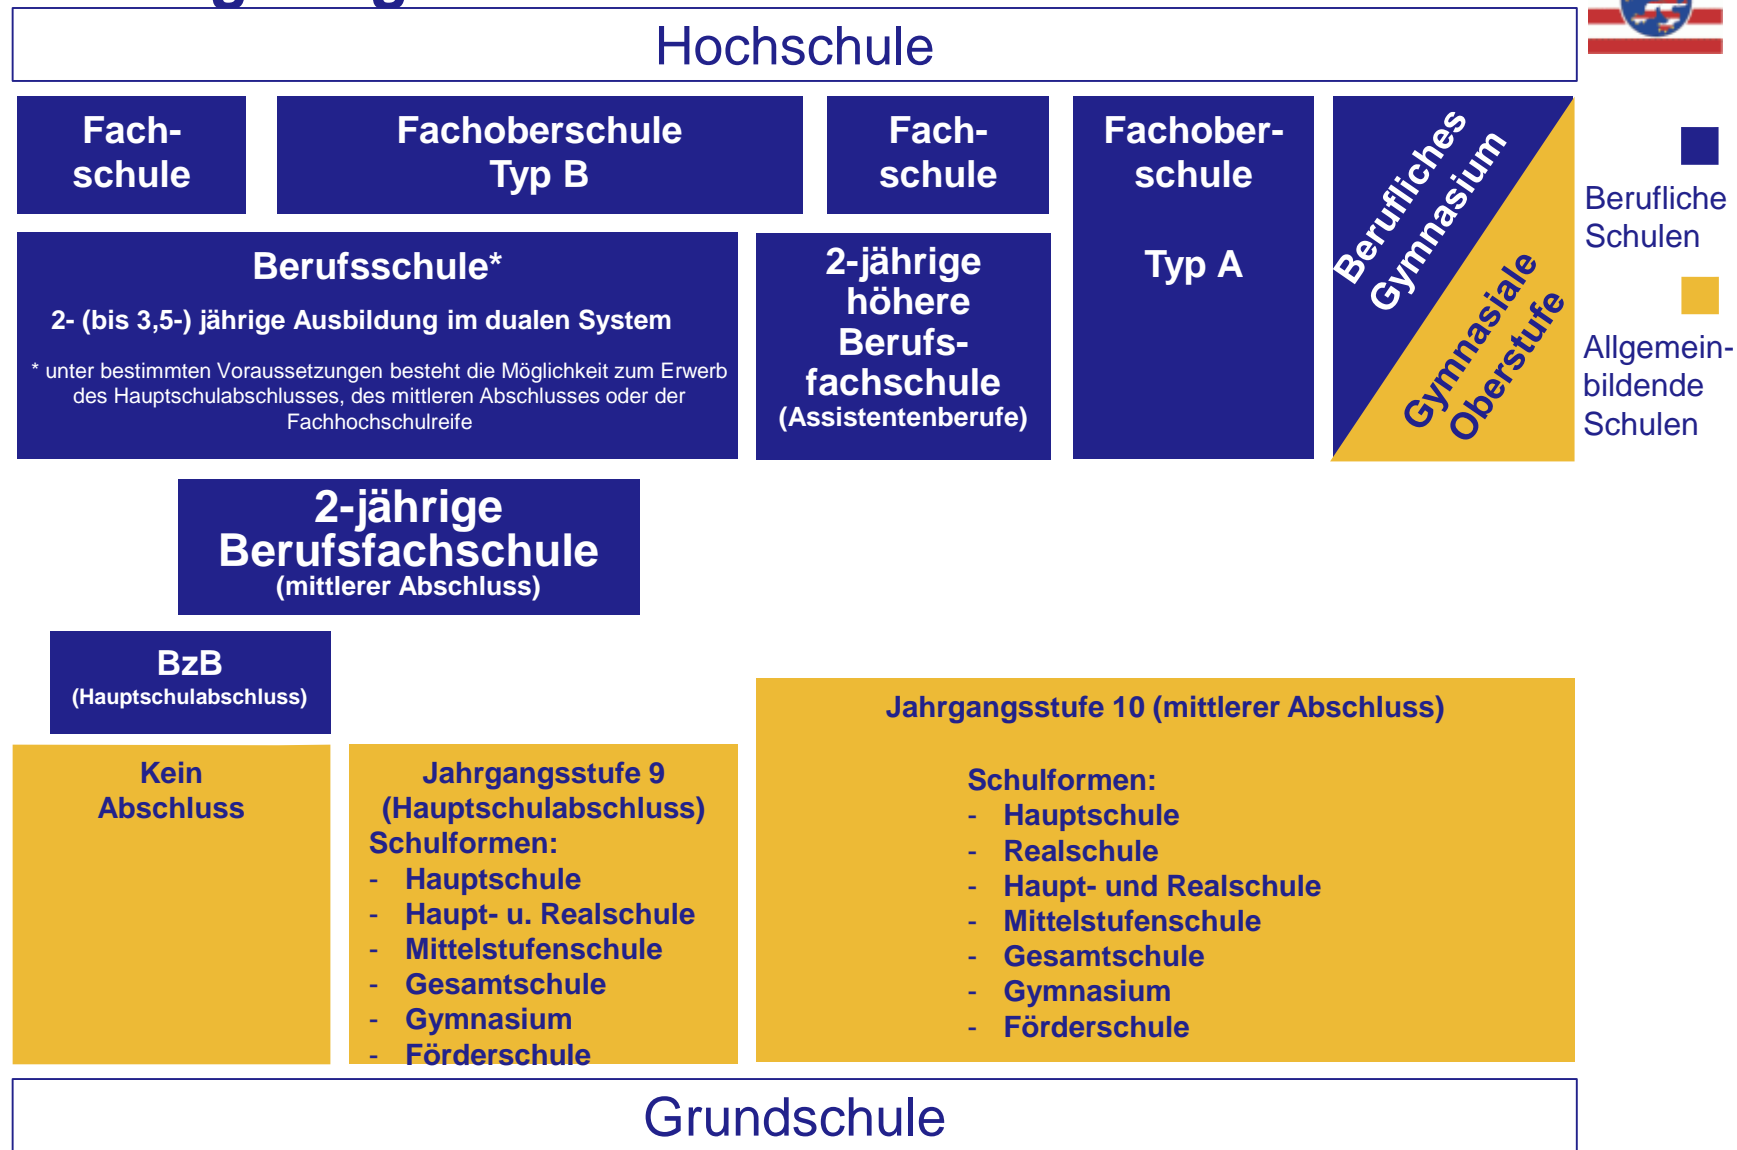 Hochschule
Fach-
schule
Fachoberschule
Typ B
Fach-
schule
Fachober-
schule
Typ A
Berufliches
Gymnasium
Gymnasiale
Oberstufe
Berufliche
Schulen
Allgemein-
bildende
Schulen
Berufsschule*
2- (bis 3,5-) jährige Ausbildung im dualen System
* unter bestimmten Voraussetzungen besteht die Möglichkeit zum Erwerb
des Hauptschulabschlusses, des mittleren Abschlusses oder der
Fachhochschulreife
2-jährige
höhere
Berufs-
fachschule
(Assistentenberufe)
2-jährige
Berufsfachschule
(mittlerer Abschluss)
BzB
(Hauptschulabschluss)
Kein
Abschluss
Jahrgangsstufe 9
(Hauptschulabschluss)
Schulformen:
- Hauptschule
- Haupt- u. Realschule
- Mittelstufenschule
- Gesamtschule
- Gymnasium
- Förderschule
Jahrgangsstufe 10 (mittlerer Abschluss)
Schulformen:
- Hauptschule
- Realschule
- Haupt- und Realschule
- Mittelstufenschule
- Gesamtschule
- Gymnasium
- Förderschule
Grundschule